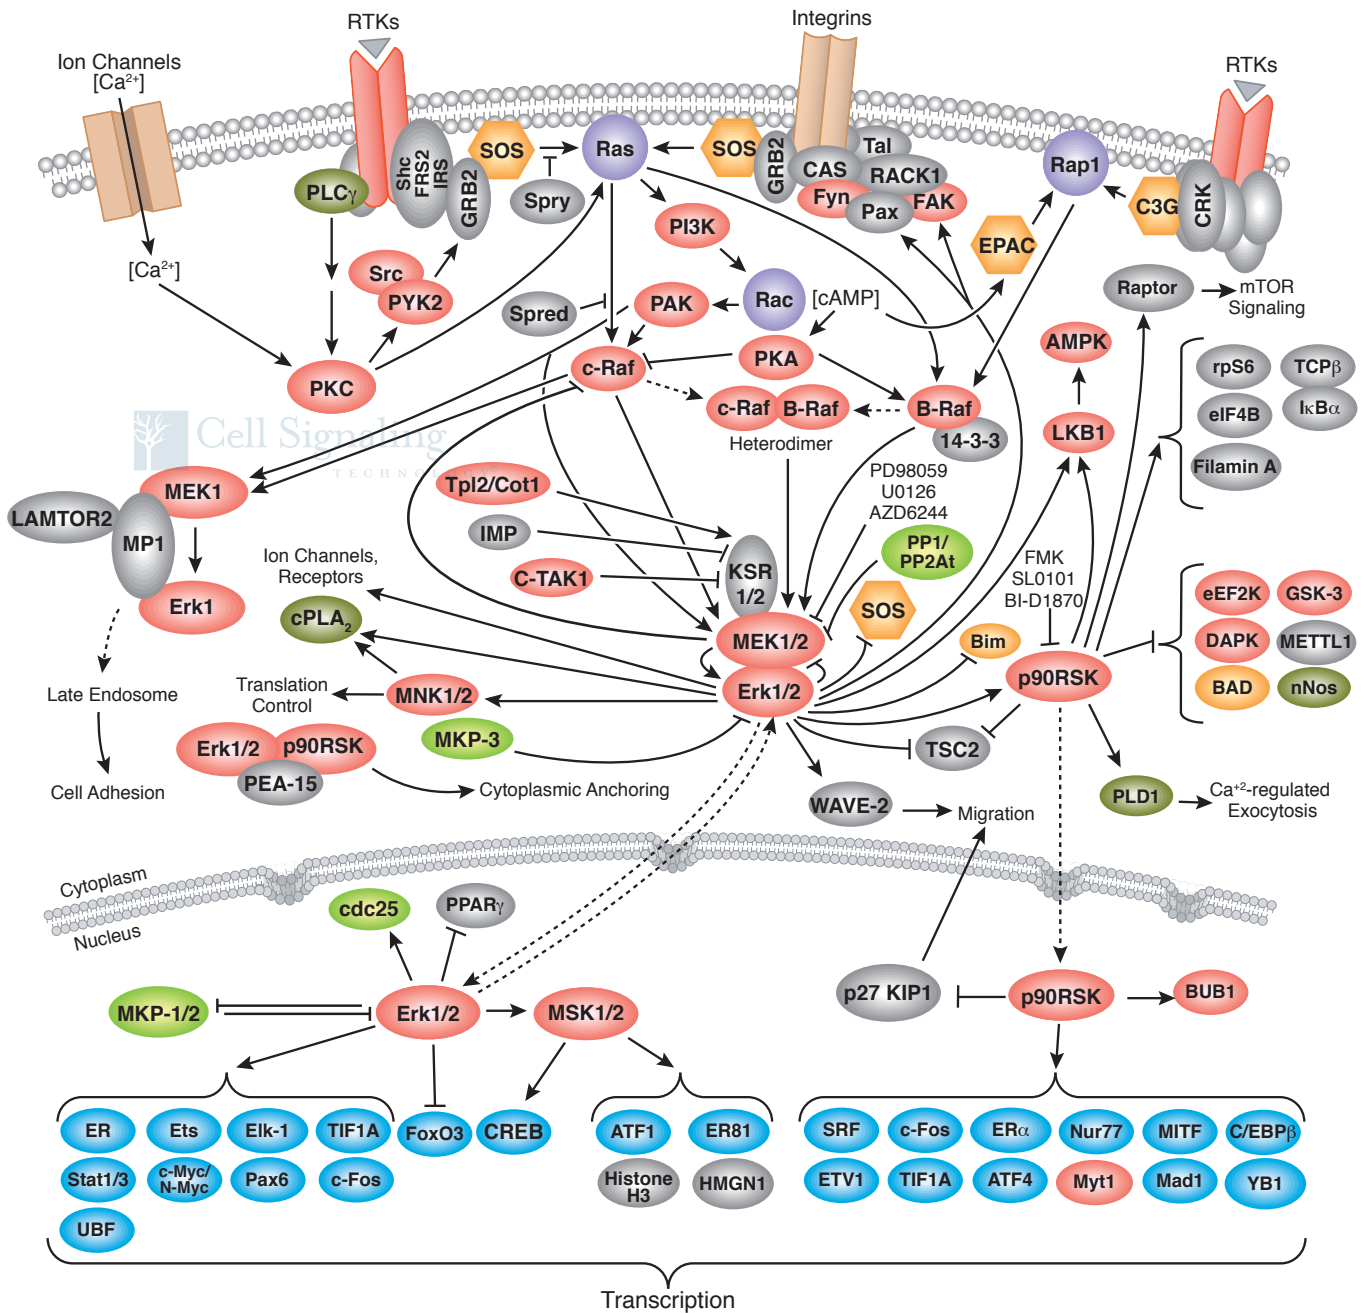 RTKs
Integrins
Ion Channels
[Ca²⁺]
RTKs
SOS
Ras
SOS
GRB2
Tal
CAS
RACK1
Fyn
Pax
FAK
Rap1
C3G
CRK
PLCγ
Shc
FRS2
IRS
GRB2
Spry
PI3K
EPAC
[Ca²⁺]
Src
PYK2
Spred
PAK
Rac
[cAMP]
Raptor
mTOR
Signaling
PKC
c-Raf
PKA
AMPK
rpS6
TCPβ
eIF4B
IκBα
Filamin A
c-Raf
B-Raf
Heterodimer
B-Raf
14-3-3
LKB1
Cell Signaling
TECHNOLOGY
MEK1
LAMTOR2
MP1
Erk1
Tpl2/Cot1
IMP
C-TAK1
KSR
1/2
PD98059
U0126
AZD6244
PP1/
PP2At
SOS
FMK
SL0101
BI-D1870
Ion Channels,
Receptors
cPLA₂
MEK1/2
Erk1/2
Bim
p90RSK
eEF2K
GSK-3
DAPK
METTL1
BAD
nNos
Late Endosome
Translation
Control
MNK1/2
MKP-3
TSC2
Erk1/2
p90RSK
PEA-15
Cell Adhesion
Cytoplasmic Anchoring
WAVE-2
Migration
PLD1
Ca⁺²-regulated
Exocytosis
Cytoplasm
Nucleus
cdc25
PPARγ
MKP-1/2
Erk1/2
MSK1/2
p27 KIP1
p90RSK
BUB1
ER
Ets
Elk-1
TIF1A
FoxO3
CREB
ATF1
ER81
SRF
c-Fos
ERα
Nur77
MITF
C/EBPβ
Stat1/3
c-Myc/
N-Myc
Pax6
c-Fos
Histone
H3
HMGN1
ETV1
TIF1A
ATF4
Myt1
Mad1
YB1
UBF
Transcription